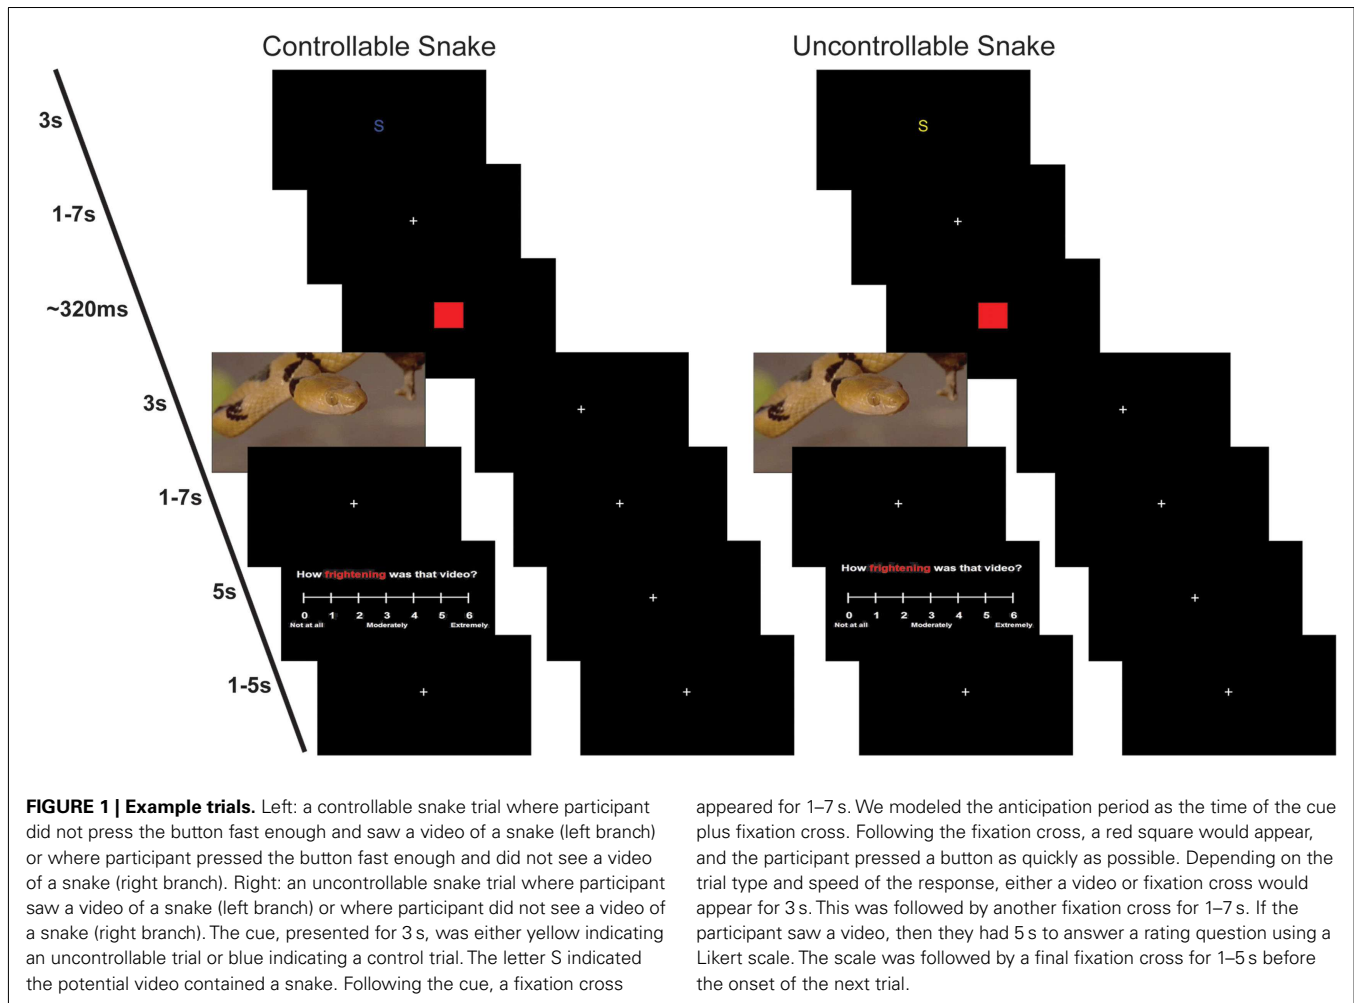 Controllable Snake
Uncontrollable Snake
3s
1-7s
~320ms
3s
1-7s
5s
1-5s
S
+
+
+
+
How frightening was that video?
0 1 2 3 4 5 6
Not at all Moderately Extremely
+
+
+
+
S
+
+
+
+
How frightening was that video?
0 1 2 3 4 5 6
Not at all Moderately Extremely
+
+
+
+
FIGURE 1 | Example trials. Left: a controllable snake trial where participant
did not press the button fast enough and saw a video of a snake (left branch)
or where participant pressed the button fast enough and did not see a video
of a snake (right branch). Right: an uncontrollable snake trial where participant
saw a video of a snake (left branch) or where participant did not see a video of
a snake (right branch). The cue, presented for 3 s, was either yellow indicating
an uncontrollable trial or blue indicating a control trial. The letter S indicated
the potential video contained a snake. Following the cue, a fixation cross
appeared for 1–7 s. We modeled the anticipation period as the time of the cue
plus fixation cross. Following the fixation cross, a red square would appear,
and the participant pressed a button as quickly as possible. Depending on the
trial type and speed of the response, either a video or fixation cross would
appear for 3 s. This was followed by another fixation cross for 1–7 s. If the
participant saw a video, then they had 5 s to answer a rating question using a
Likert scale. The scale was followed by a final fixation cross for 1–5 s before
the onset of the next trial.